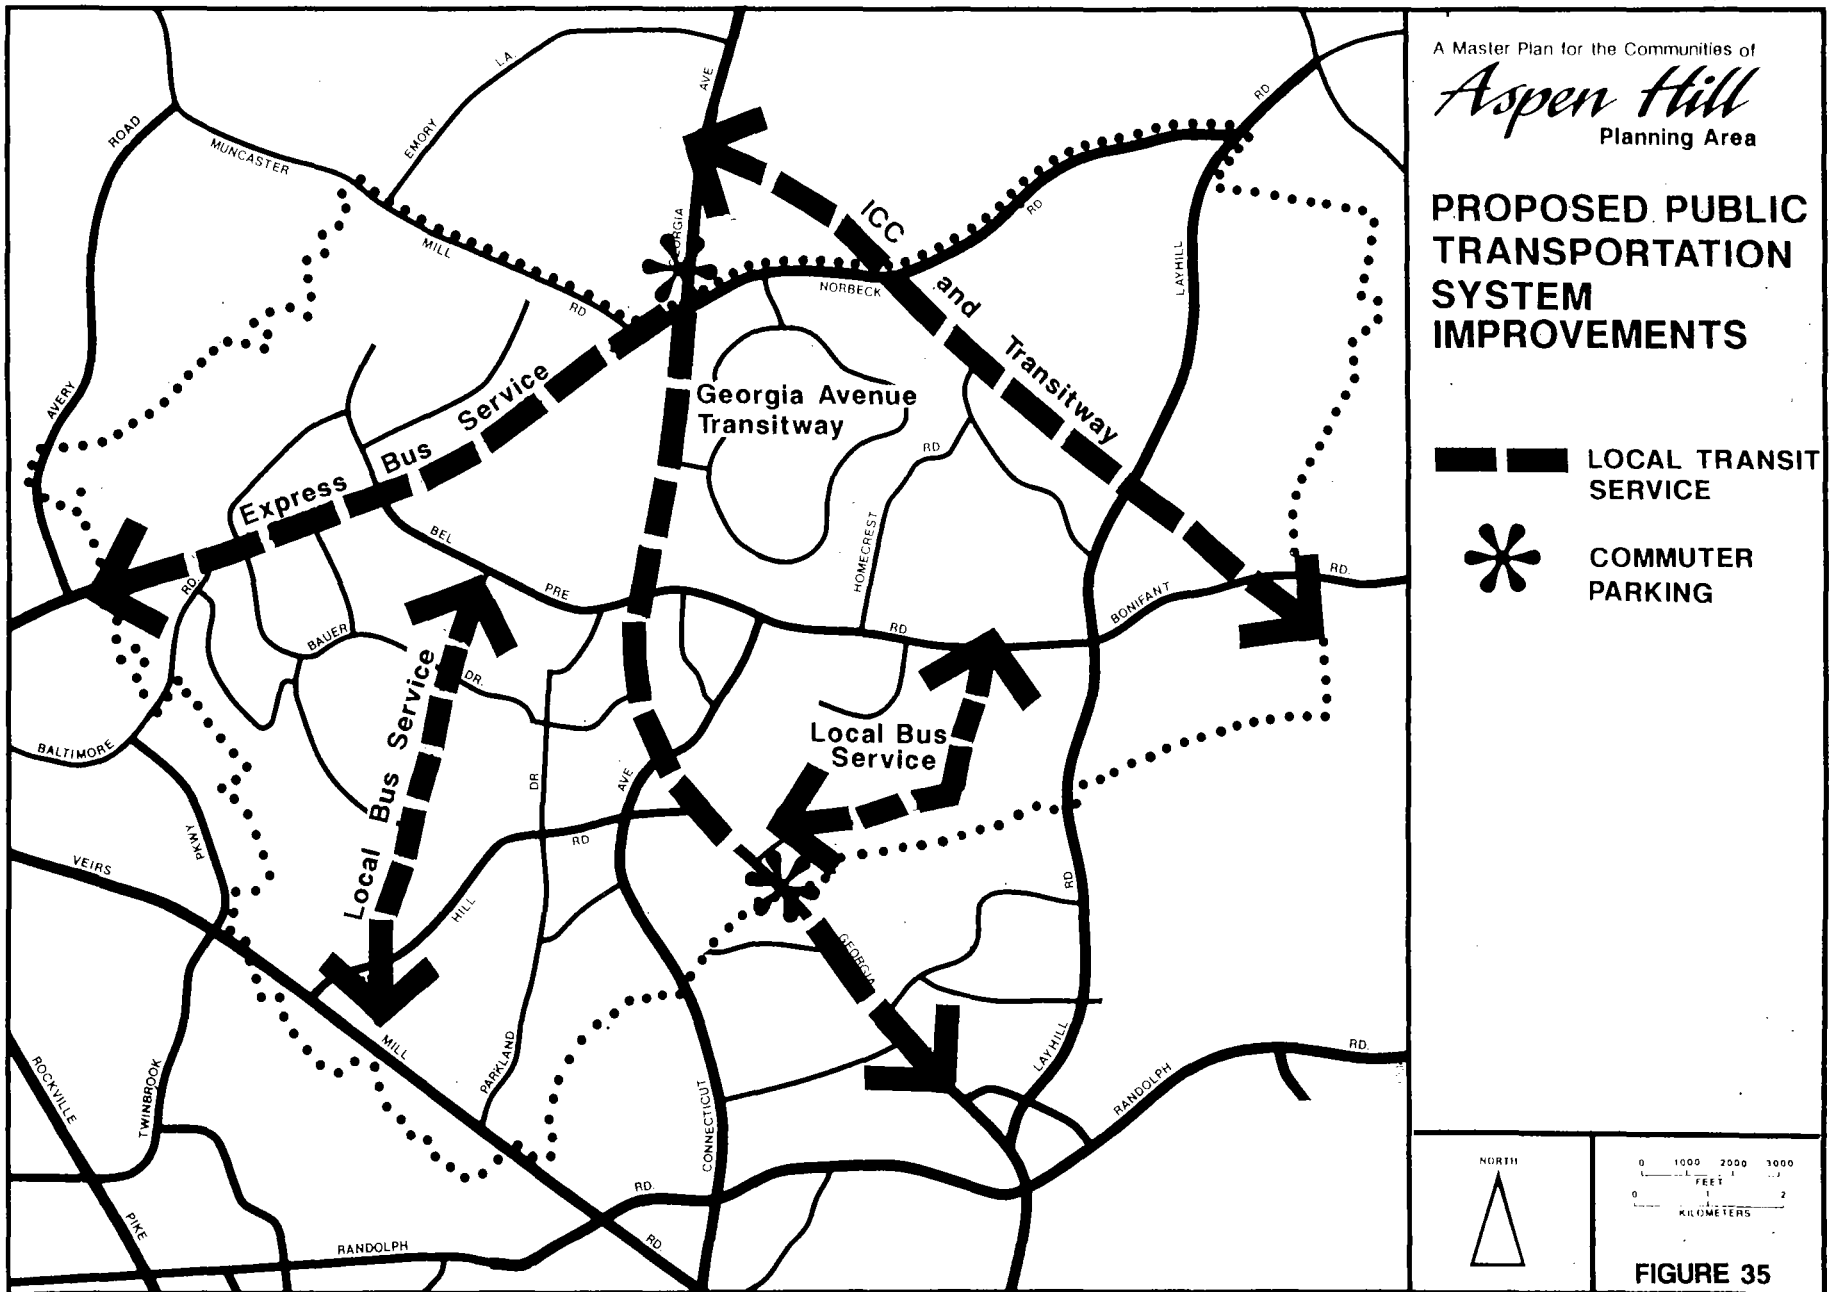 A Master Plan for the Communities of
Aspen Hill
Planning Area
PROPOSED PUBLIC
TRANSPORTATION
SYSTEM
IMPROVEMENTS
LOCAL TRANSIT
SERVICE
COMMUTER
PARKING
NORTH
0 1000 2000 3000
FEET
0 2
KILOMETERS
FIGURE 35
ROAD
MUNCASTER
EMORY
LA.
AVE
RD
MILL
GEORGIA
ICC
and
Transitway
RD
LAYHILL
RD
NORBECK
AVERY
Express Bus Service
Georgia Avenue
Transitway
RD
HOMECREST
BEL
PRE
RD
BONIFANT
RD.
RD.
BAUER
DR.
Local Bus Service
Local Bus
Service
BALTIMORE
DR
AVE
PKWY
RD
VEIRS
HILL
RD
GEORGIA
MILL
PARKLAND
LAYHILL
RD.
ROCKVILLE
TWINBROOK
CONNECTICUT
RANDOLPH
RD.
PIKE
RANDOLPH
RD.